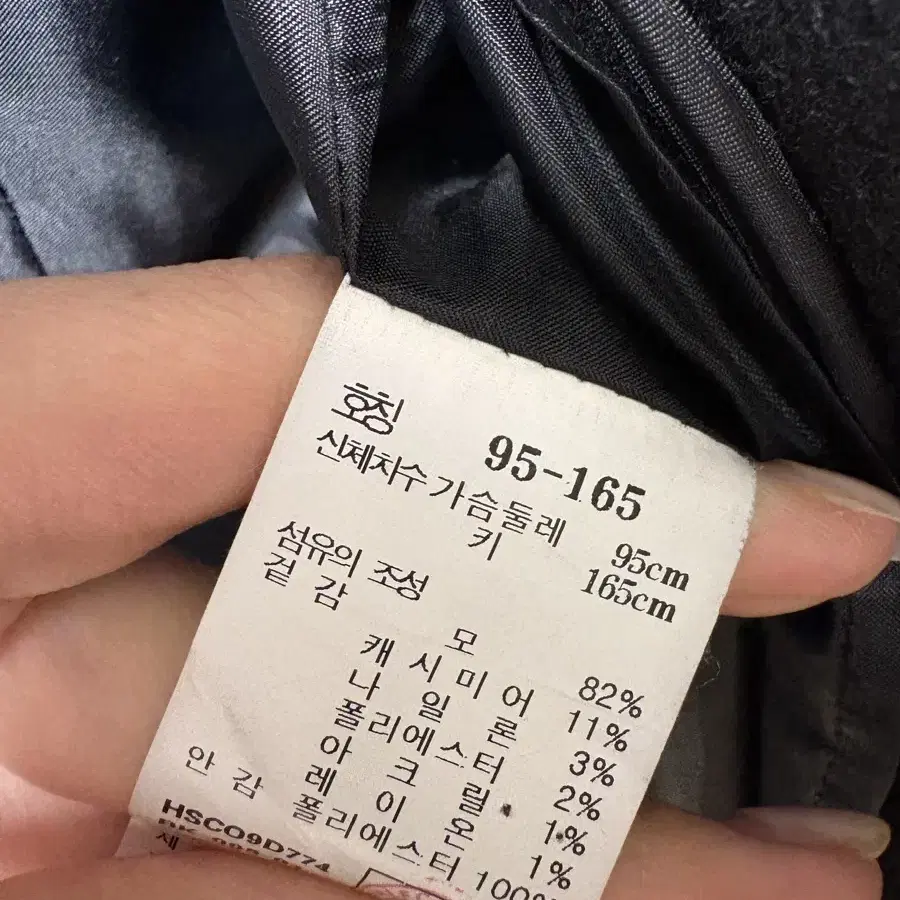 호칭 95-165
신체치수 가슴둘레 95cm
키 165cm
섬유의 조성
겉 감 모 82%
캐 시 미 어 11%
나 일 론 3%
폴리에스터 2%
아 크 릴 1%
레 이 온 1%
안 감 폴리에스터 100%
HSCO9D774